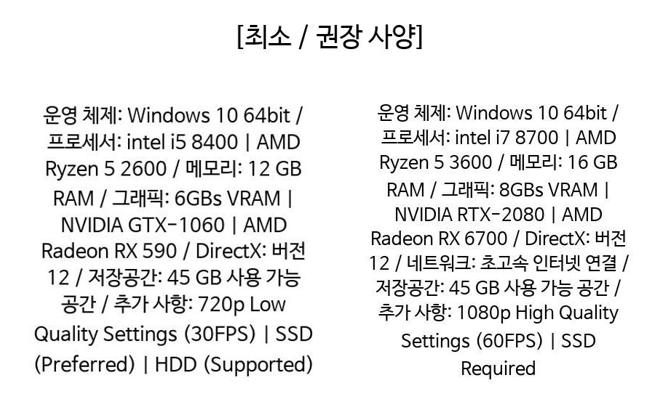 [최소 / 권장 사양]
운영 체제: Windows 10 64bit /
프로세서: intel i5 8400 | AMD
Ryzen 5 2600 / 메모리: 12 GB
RAM / 그래픽: 6GBs VRAM |
NVIDIA GTX-1060 | AMD
Radeon RX 590 / DirectX: 버전
12 / 저장공간: 45 GB 사용 가능
공간 / 추가 사항: 720p Low
Quality Settings (30FPS) | SSD
(Preferred) | HDD (Supported)
운영 체제: Windows 10 64bit /
프로세서: intel i7 8700 | AMD
Ryzen 5 3600 / 메모리: 16 GB
RAM / 그래픽: 8GBs VRAM |
NVIDIA RTX-2080 | AMD
Radeon RX 6700 / DirectX: 버전
12 / 네트워크: 초고속 인터넷 연결 /
저장공간: 45 GB 사용 가능 공간 /
추가 사항: 1080p High Quality
Settings (60FPS) | SSD
Required